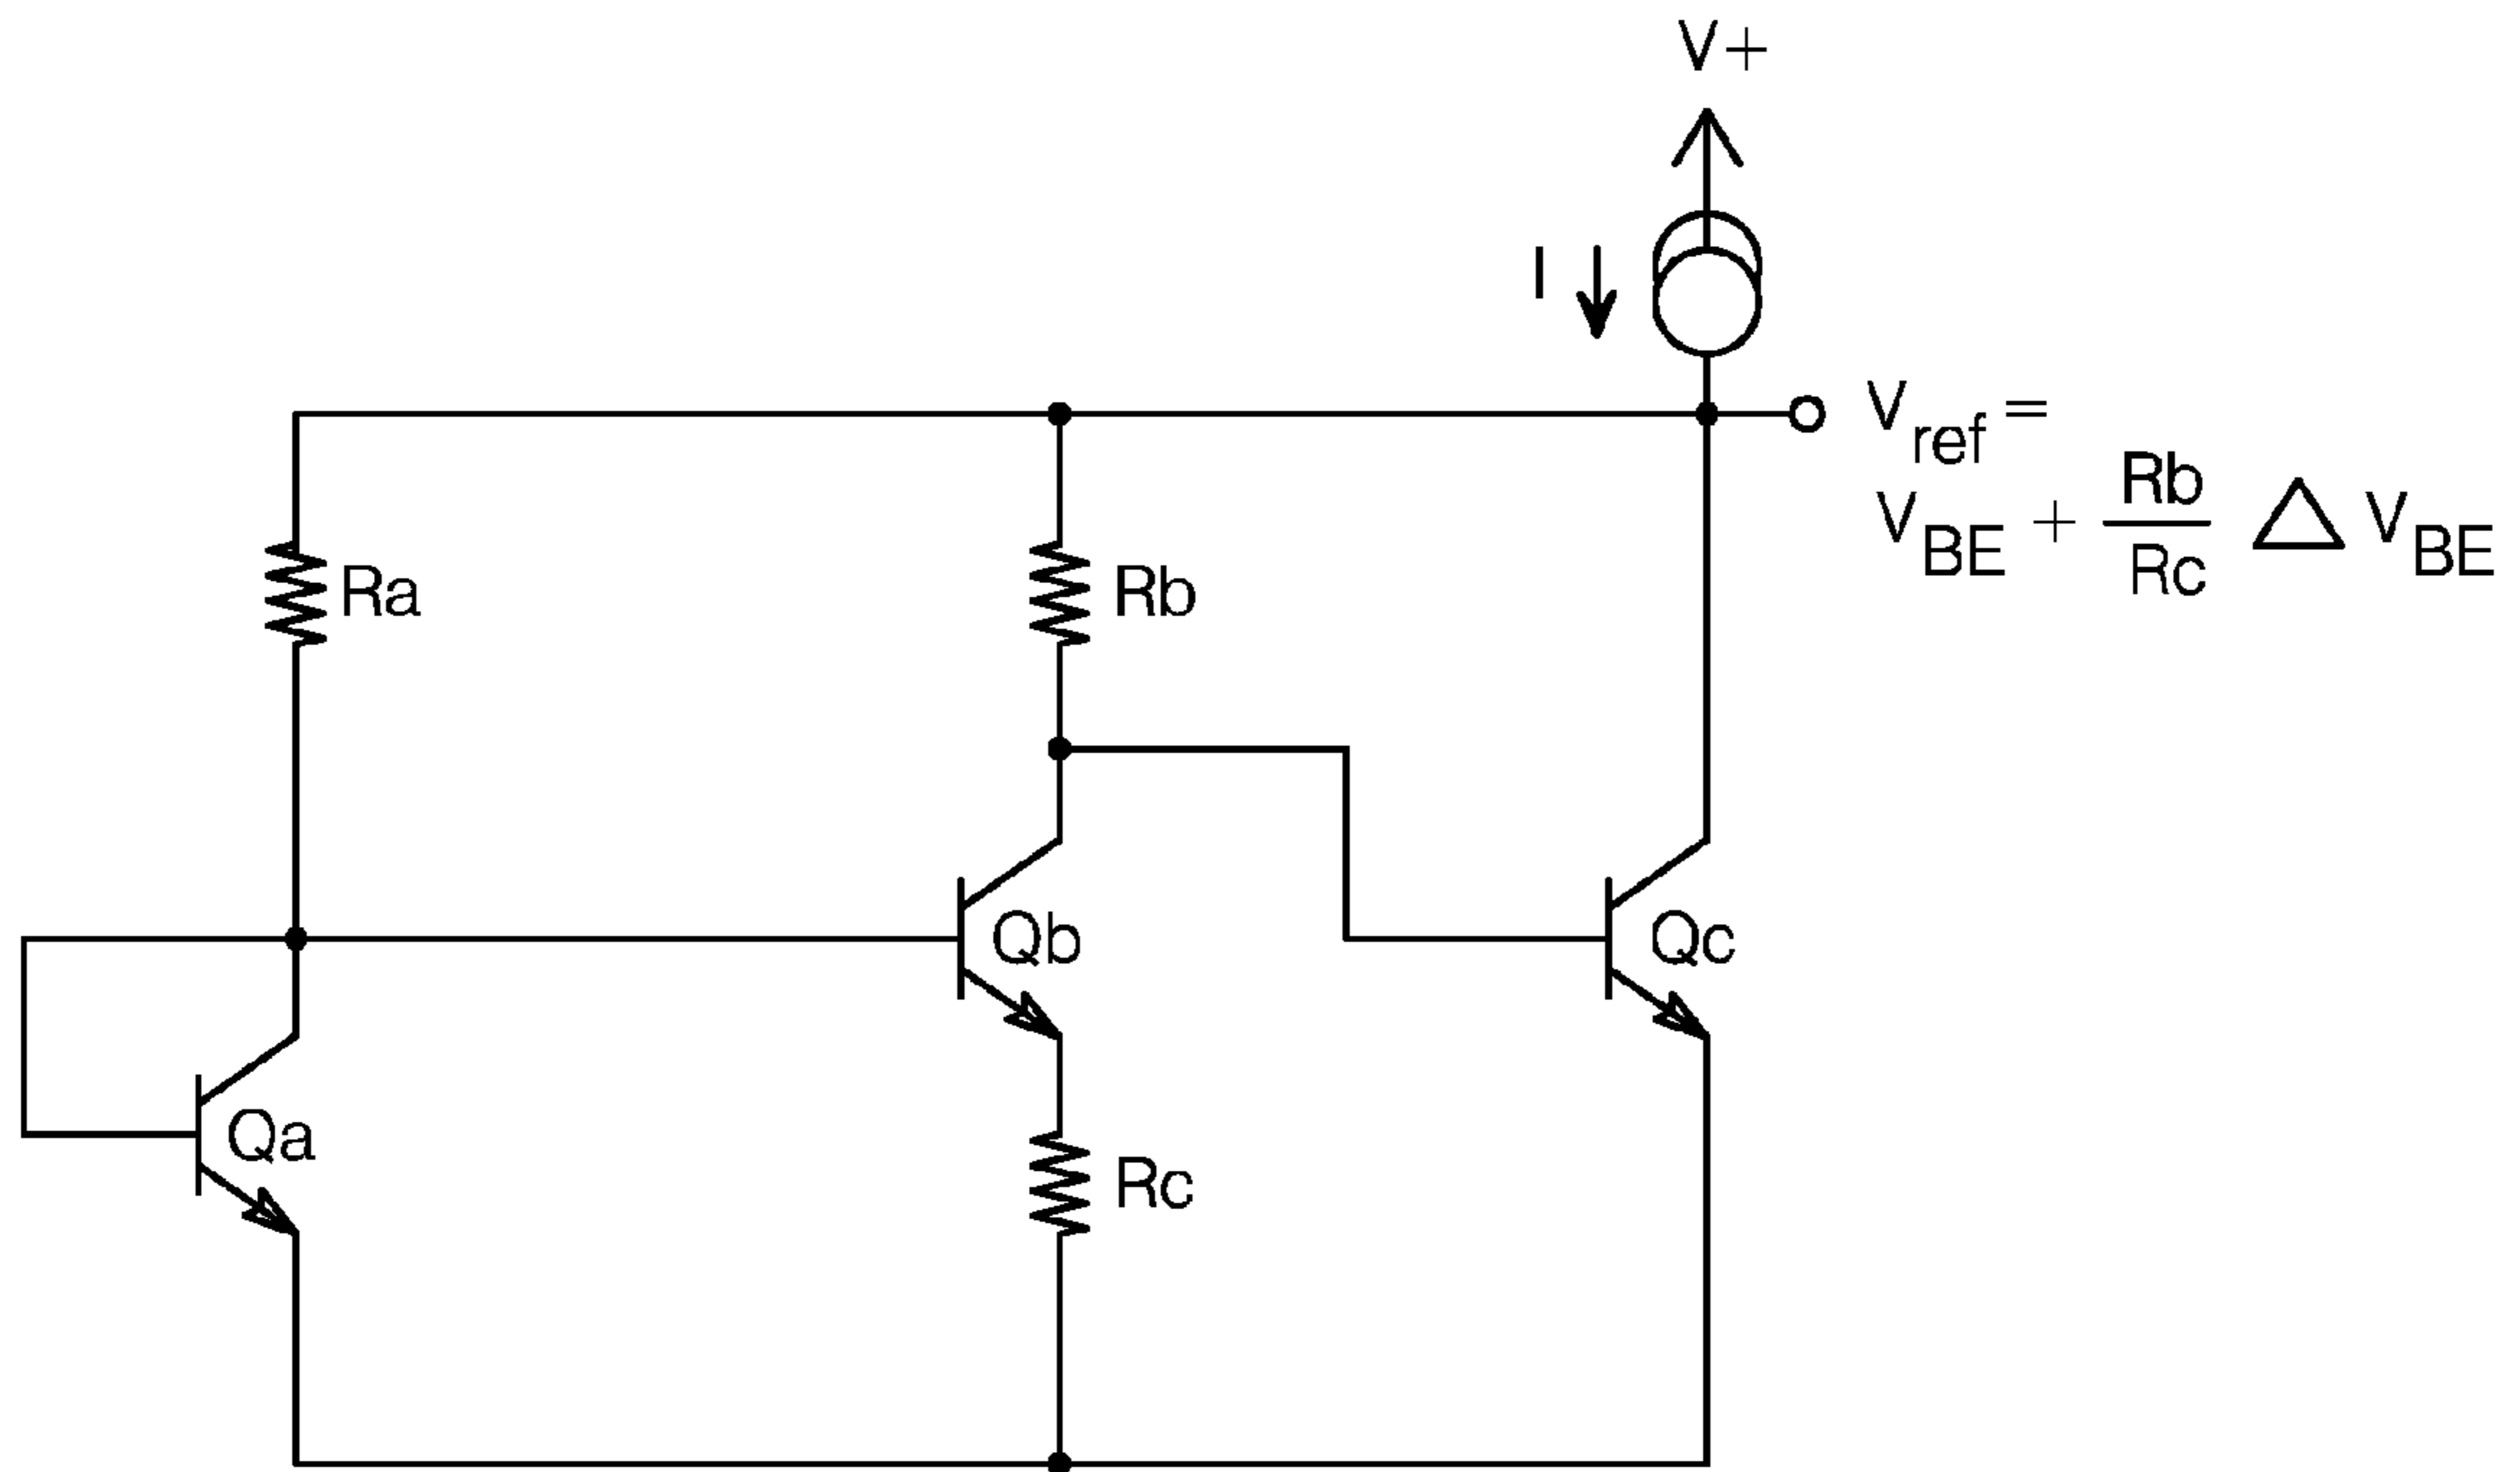 V+
I
Vref =
VBE + Rb/Rc △ VBE
Ra
Rb
Qb
Qc
Qa
Rc